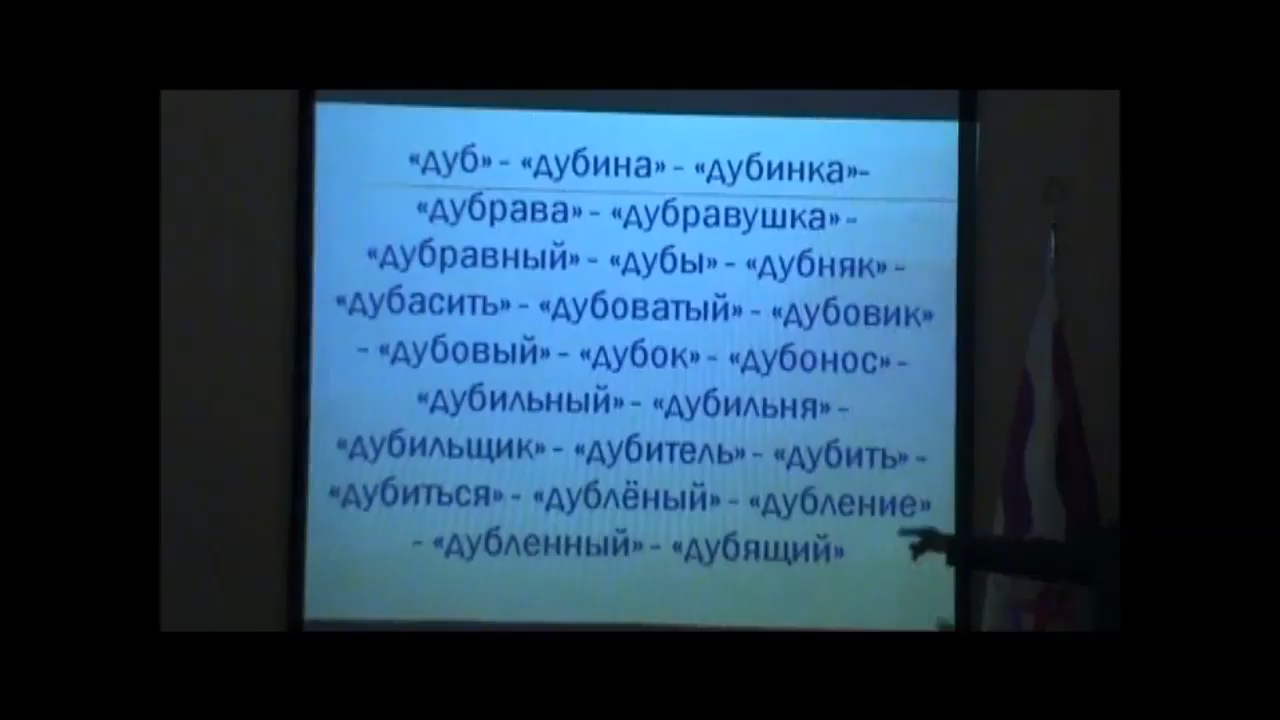 «дуб» - «дубина» - «дубинка»-
«дубрава» - «дубравушка» -
«дубравный» - «дубы» - «дубняк» -
«дубасить» - «дубоватый» - «дубовик»
- «дубовый» - «дубок» - «дубонос» -
«дубильный» - «дубильня» -
«дубильщик» - «дубитель» - «дубить» -
«дубиться» - «дублёный» - «дубление»
- «дубленный» - «дубящий»